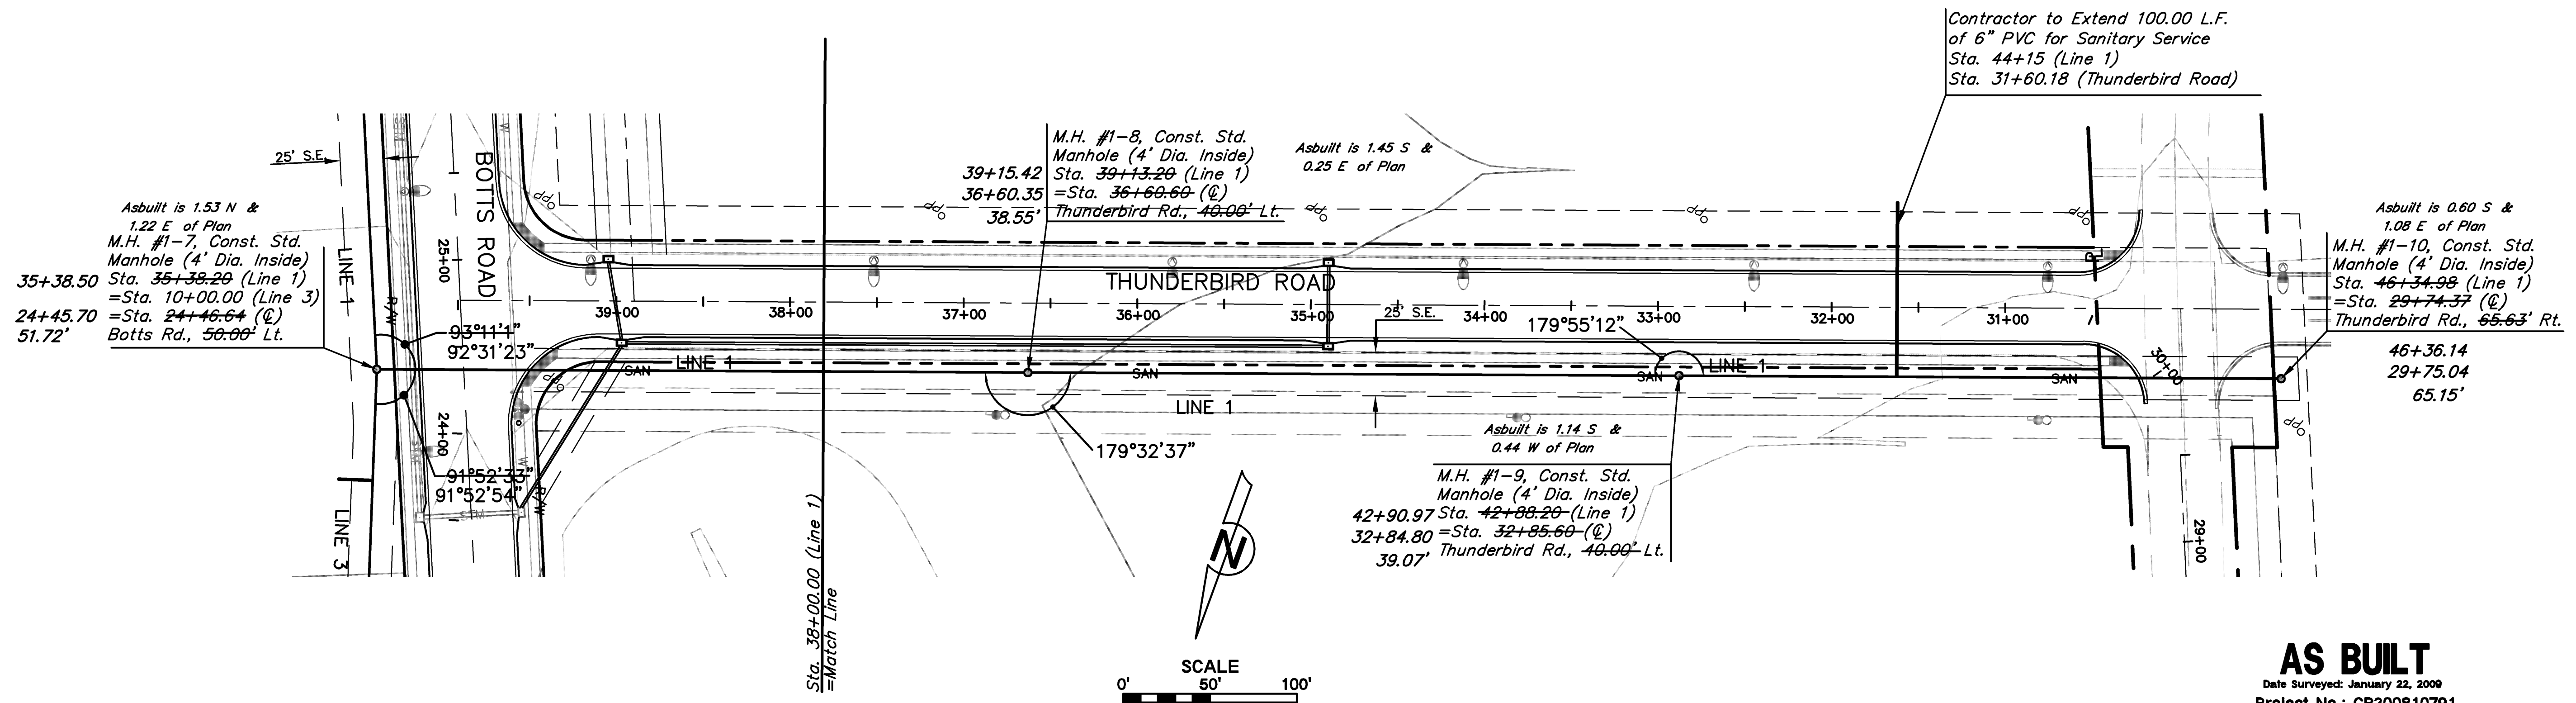 Contractor to Extend 100.00 L.F.
of 6" PVC for Sanitary Service
Sta. 44+15 (Line 1)
Sta. 31+60.18 (Thunderbird Road)
25' S.E.
Asbuilt is 1.53 N &
1.22 E of Plan
M.H. #1-7, Const. Std.
Manhole (4' Dia. Inside)
35+38.50 Sta. 35+38.20 (Line 1)
=Sta. 10+00.00 (Line 3)
24+45.70 =Sta. 24+46.64 (℄)
51.72' Botts Rd., 50.00' Lt.
LINE 1
R/W
STM
W
BOTTS ROAD
25+00
24+00
93°11'1"
92°31'23"
91°52'33"
91°52'54"
STM
STM
W
R/W
LINE 3
OPP
OPP
M.H. #1-8, Const. Std.
Manhole (4' Dia. Inside)
39+15.42 Sta. 39+13.20 (Line 1)
36+60.35 =Sta. 36+60.60 (℄)
38.55' Thunderbird Rd., 40.00' Lt.
Asbuilt is 1.45 S &
0.25 E of Plan
OPP
OPP
OPP
OPP
THUNDERBIRD ROAD
39+00
38+00
37+00
36+00
35+00
34+00
33+00
32+00
31+00
30+00
29+00
25' S.E.
179°55'12"
SAN
LINE 1
SAN
SAN
LINE 1
SAN
LINE 1
179°32'37"
Asbuilt is 1.14 S &
0.44 W of Plan
M.H. #1-9, Const. Std.
Manhole (4' Dia. Inside)
42+90.97 Sta. 42+88.20 (Line 1)
32+84.80 =Sta. 32+85.60 (℄)
39.07' Thunderbird Rd., 40.00' Lt.
Asbuilt is 0.60 S &
1.08 E of Plan
M.H. #1-10, Const. Std.
Manhole (4' Dia. Inside)
Sta. 46+34.98 (Line 1)
=Sta. 29+74.37 (℄)
Thunderbird Rd., 65.63' Rt.
46+36.14
29+75.04
65.15'
OPP
Sta. 38+00.00 (Line 1)
=Match Line
N
SCALE
0' 50' 100'
AS BUILT
Date Surveyed: January 22, 2009
Project No.: CP200810791